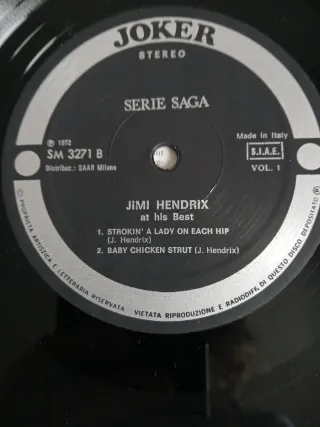 JOKER
STEREO
SERIE SAGA
℗ 1972
SM 3271 B
Distribuz.: SAAR Milano
Made in Italy
S.I.A.E.
VOL. 1
JIMI HENDRIX
at his Best
1. STROKIN' A LADY ON EACH HIP
(J. Hendrix)
2. BABY CHICKEN STRUT (J. Hendrix)
PROPRIETÀ ARTISTICA E LETTERARIA RISERVATA VIETATA RIPRODUZIONE E RADIODIFF. DI QUESTO DISCO DEPOSITATO